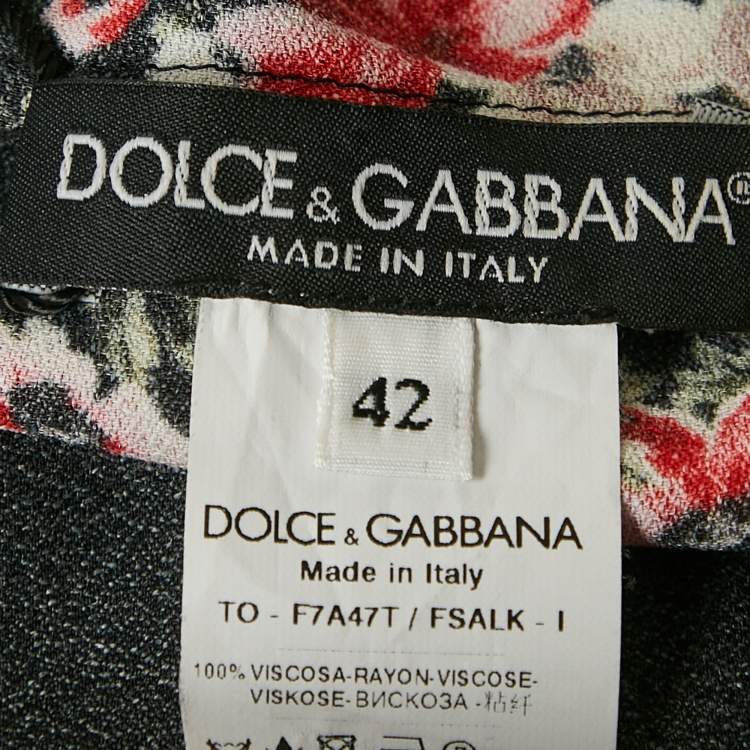 DOLCE & GABBANA®
MADE IN ITALY
42
DOLCE & GABBANA
Made in Italy
TO - F7A47T / FSALK - I
100% VISCOSA-RAYON-VISCOSE-
VISKOSE-ВИСКОЗА -粘纤